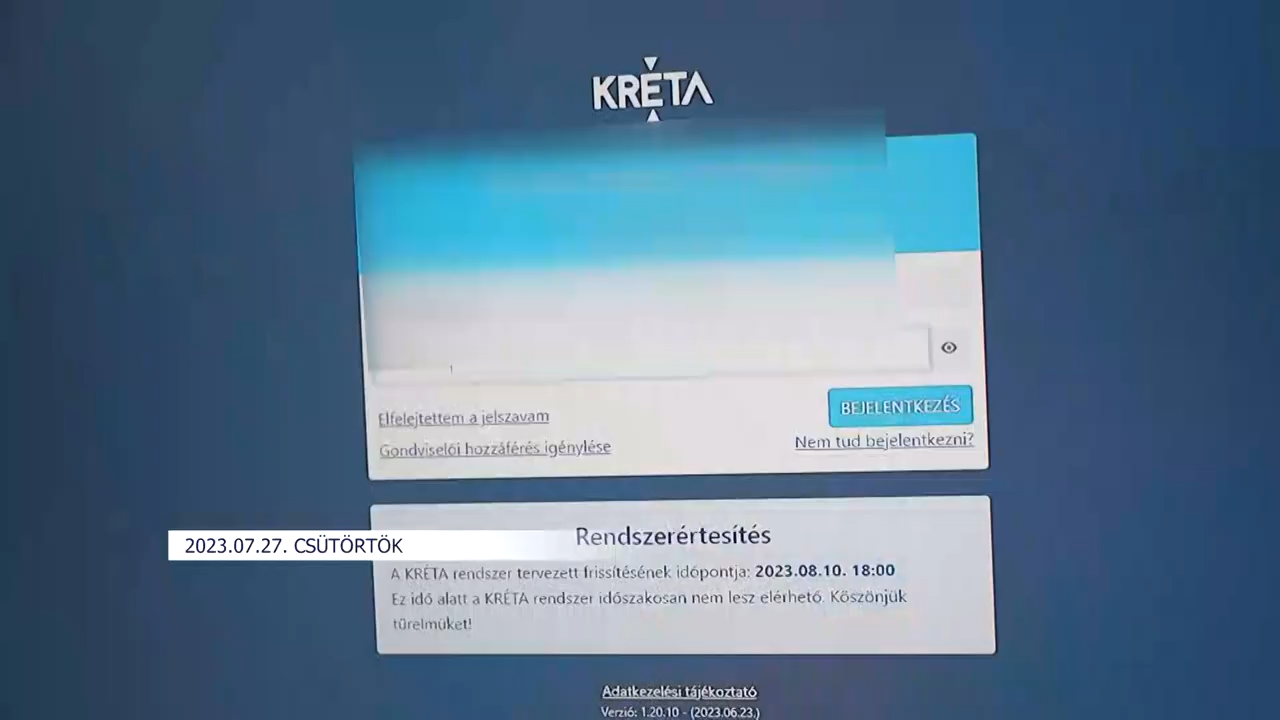 KRÉTA
Elfelejtettem a jelszavam
BEJELENTKEZÉS
Gondviselői hozzáférés igénylése
Nem tud bejelentkezni?
Rendszerértesítés
2023.07.27. CSÜTÖRTÖK
A KRÉTA rendszer tervezett frissítésének időpontja: 2023.08.10. 18:00
Ez idő alatt a KRÉTA rendszer időszakosan nem lesz elérhető. Köszönjük
türelmüket!
Adatkezelési tájékoztató
Verzió: 1.20.10 - (2023.06.23.)